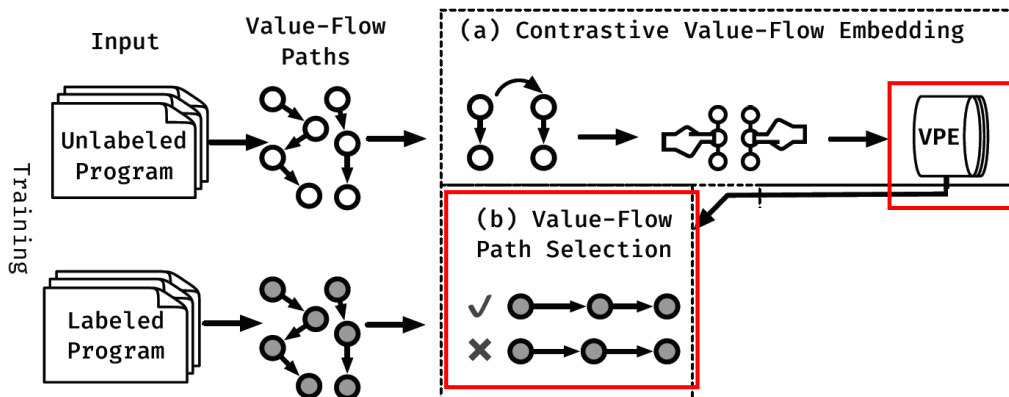 Input
Value-Flow
Paths
(a) Contrastive Value-Flow Embedding
Unlabeled
Program
VPE
Training
(b) Value-Flow
Path Selection
Labeled
Program